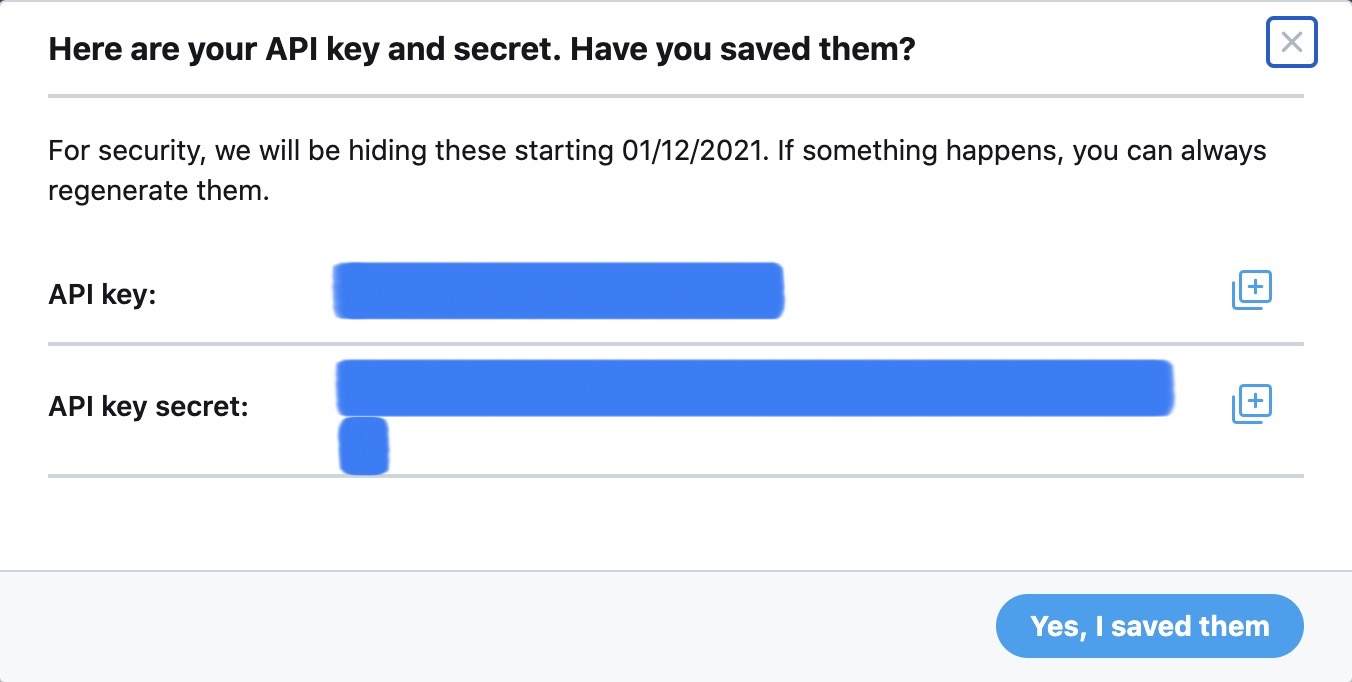 Here are your API key and secret. Have you saved them?
For security, we will be hiding these starting 01/12/2021. If something happens, you can always
regenerate them.
API key:
API key secret:
Yes, I saved them